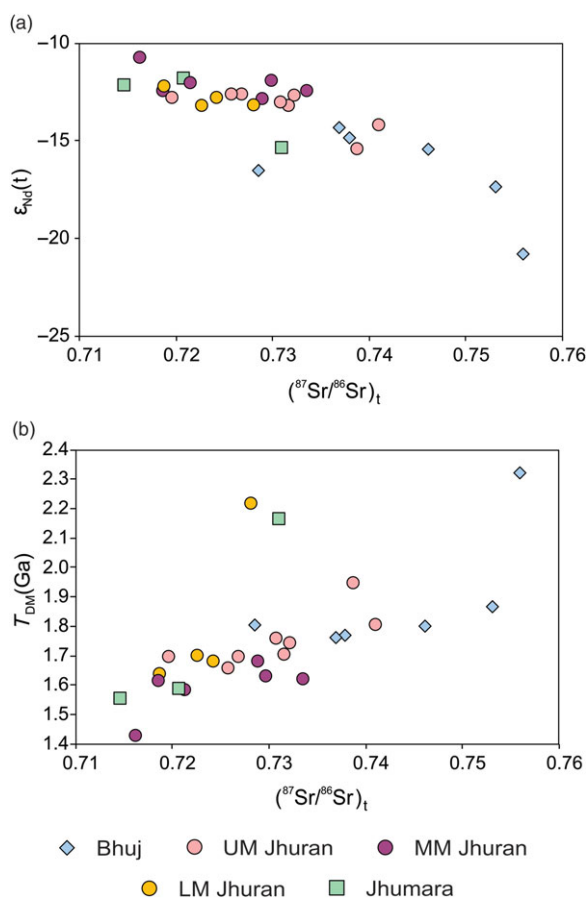 (a)
−10
−15
−20
−25
εNd(t)
0.71 0.72 0.73 0.74 0.75 0.76
(⁸⁷Sr/⁸⁶Sr)t
(b)
2.4
2.3
2.2
2.1
2.0
1.9
1.8
1.7
1.6
1.5
1.4
TDM(Ga)
0.71 0.72 0.73 0.74 0.75 0.76
(⁸⁷Sr/⁸⁶Sr)t
Bhuj UM Jhuran MM Jhuran
LM Jhuran Jhumara